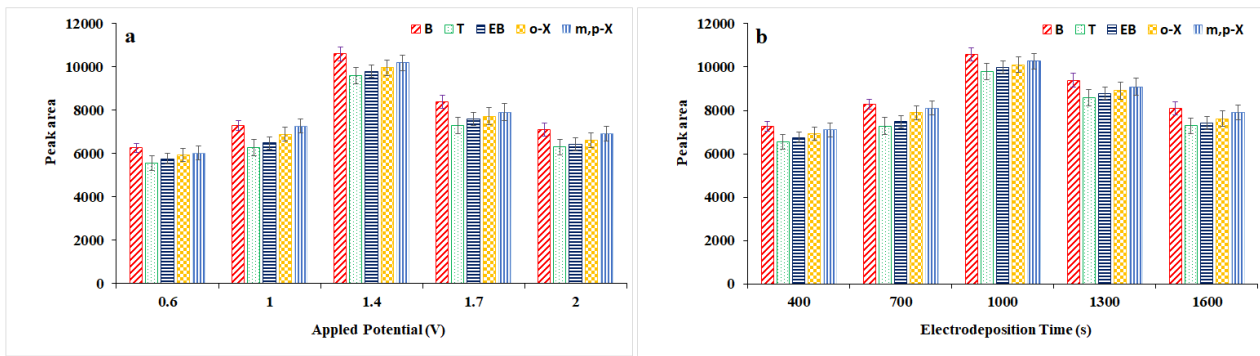 a
B T EB o-X m,p-X
12000
10000
8000
6000
4000
2000
0
Peak area
0.6 1 1.4 1.7 2
Appled Potential (V)
b
B T EB o-X m,p-X
12000
10000
8000
6000
4000
2000
0
Peak area
400 700 1000 1300 1600
Electrodeposition Time (s)